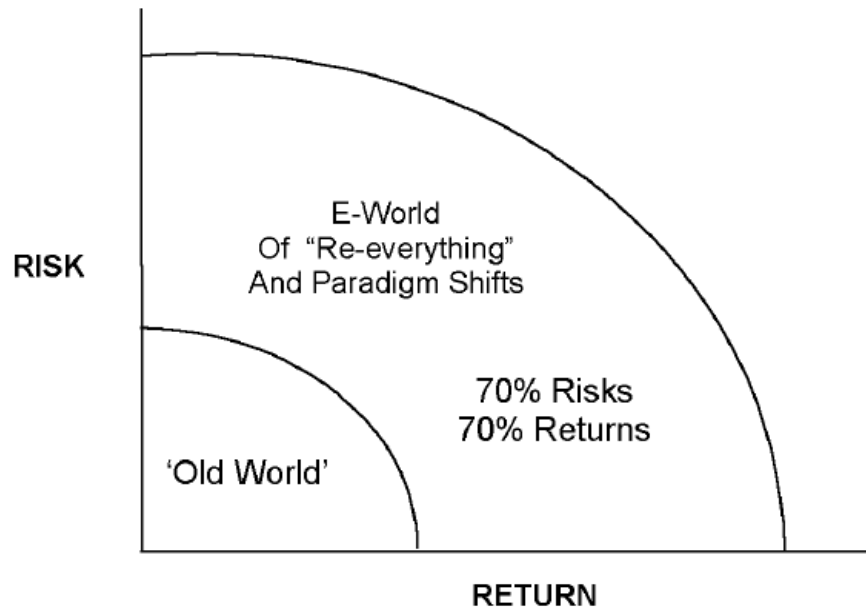 E-World
Of “Re-everything”
And Paradigm Shifts
RISK
70% Risks
70% Returns
‘Old World’
RETURN